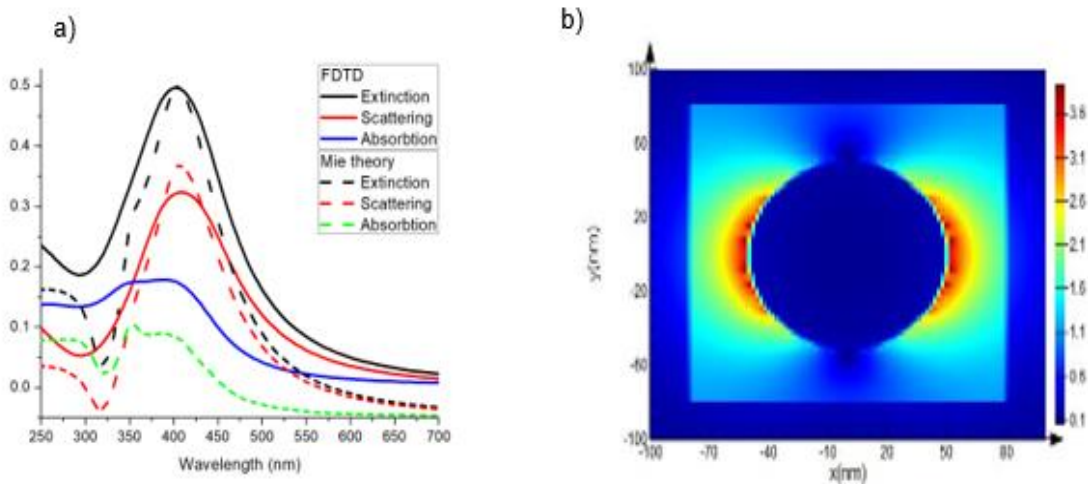 a)
FDTD
Extinction
Scattering
Absorbtion
Mie theory
Extinction
Scattering
Absorbtion
0.5
0.4
0.3
0.2
0.1
0.0
250 300 350 400 450 500 550 600 650 700
Wavelength (nm)
b)
100
60
20
-20
-60
-100
y(nm)
-100 -70 -40 -10 20 50 80
x(nm)
3.6
3.1
2.6
2.1
1.6
1.1
0.6
0.1